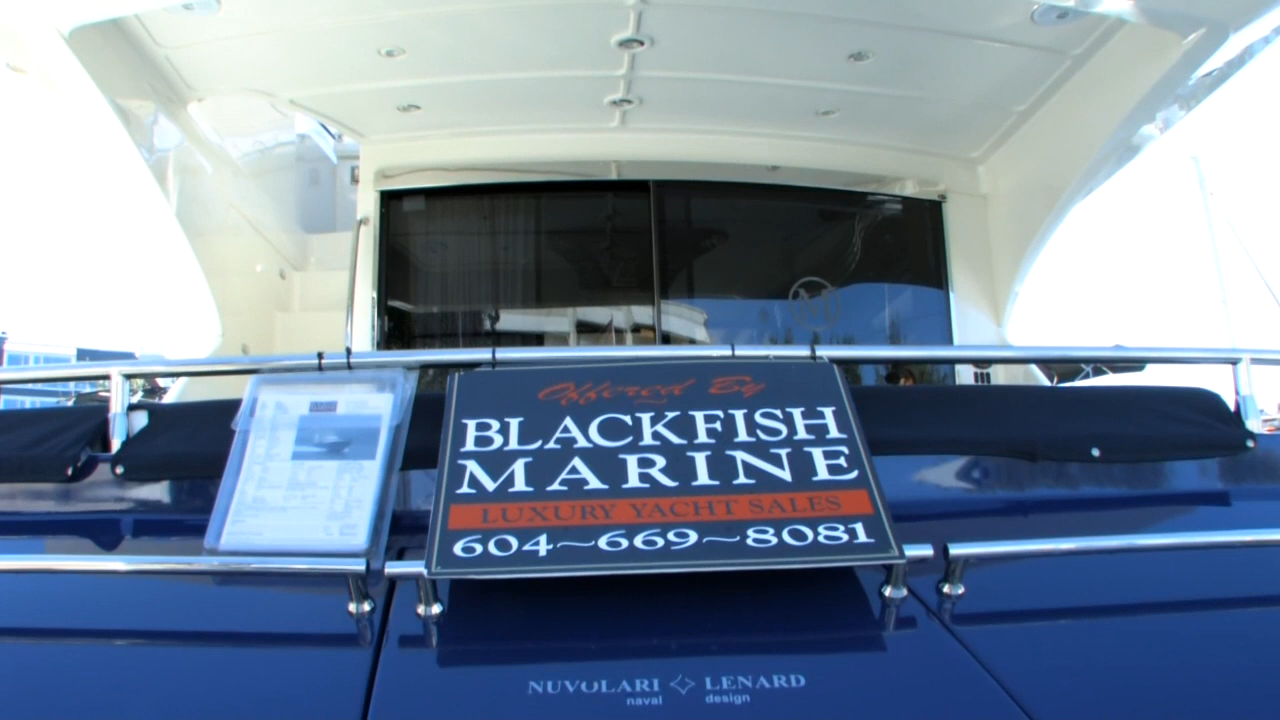 Offered By
BLACKFISH
MARINE
LUXURY YACHT SALES
604~669~8081
NUVOLARI LENARD
naval design
M